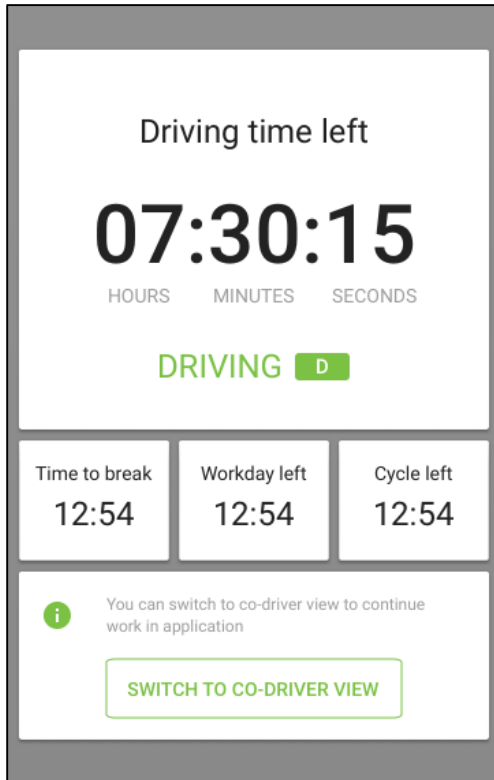 Driving time left
07:30:15
HOURS MINUTES SECONDS
DRIVING D
Time to break Workday left Cycle left
12:54 12:54 12:54
You can switch to co-driver view to continue
work in application
SWITCH TO CO-DRIVER VIEW